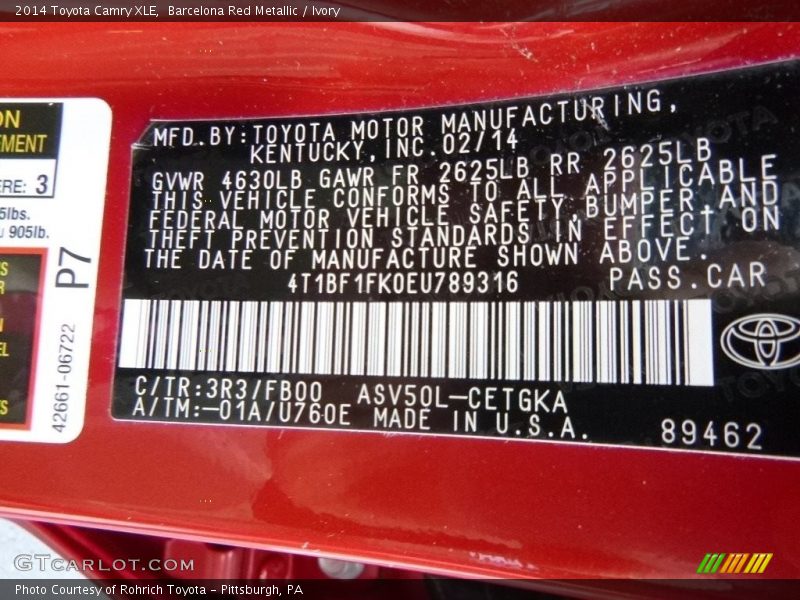 2014 Toyota Camry XLE,  Barcelona Red Metallic / Ivory
MFD. BY: TOYOTA MOTOR MANUFACTURING,
KENTUCKY, INC. 02/14
GVWR 4630LB GAWR FR 2625LB RR 2625LB
THIS VEHICLE CONFORMS TO ALL APPLICABLE
FEDERAL MOTOR VEHICLE SAFETY, BUMPER AND
THEFT PREVENTION STANDARDS IN EFFECT ON
THE DATE OF MANUFACTURE SHOWN ABOVE.
4T1BF1FK0EU789316 PASS. CAR
C/TR: 3R3/FB00 ASV50L-CETGKA
A/TM:-01A/U760E MADE IN U.S.A.
89462
EMENT
ERE: 3
5lbs.
905lb.
P7
42661-06722
GTCARLOT.COM
Photo Courtesy of Rohrich Toyota - Pittsburgh, PA